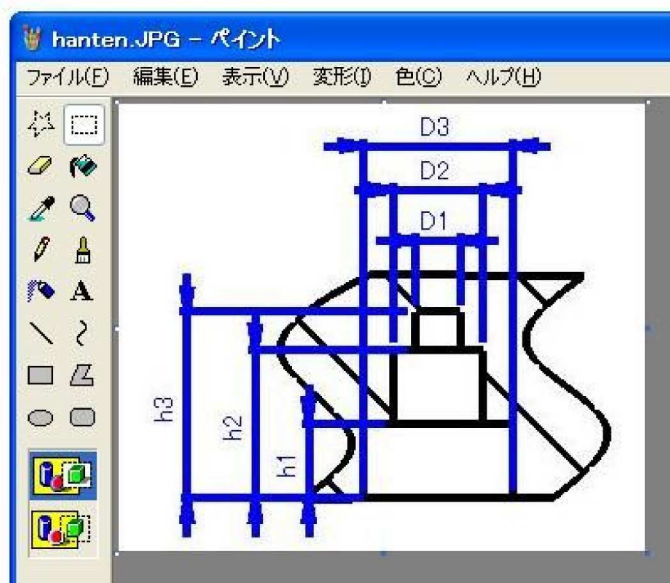 hanten.JPG - ペイント
ファイル(F) 編集(E) 表示(V) 変形(I) 色(C) ヘルプ(H)
A
D3
D2
D1
h3
h2
h1